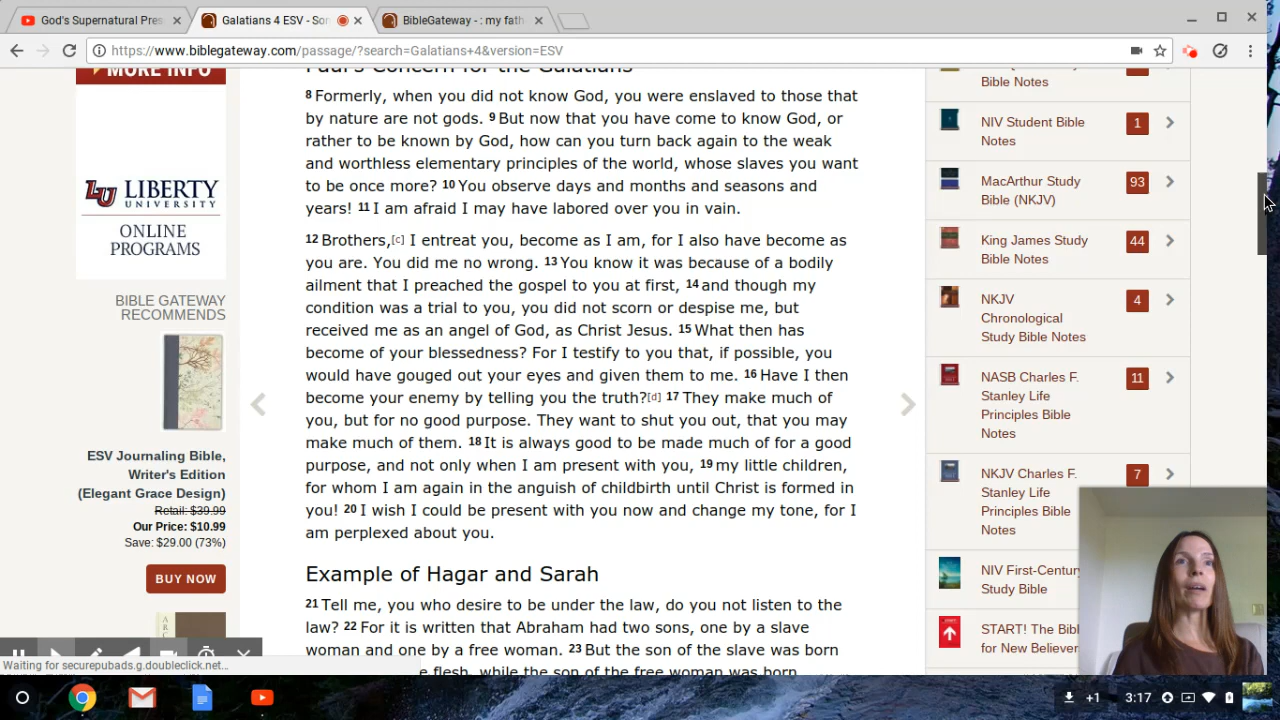 God's Supernatural Pres
Galatians 4 ESV - Son
BibleGateway - : my fath
https://www.biblegateway.com/passage/?search=Galatians+4&version=ESV
MORE INFO
LU LIBERTY
UNIVERSITY
ONLINE
PROGRAMS
BIBLE GATEWAY
RECOMMENDS
ESV Journaling Bible,
Writer's Edition
(Elegant Grace Design)
Retail: $39.99
Our Price: $10.99
Save: $29.00 (73%)
BUY NOW
Paul's Concern for the Galatians
8 Formerly, when you did not know God, you were enslaved to those that
by nature are not gods. 9 But now that you have come to know God, or
rather to be known by God, how can you turn back again to the weak
and worthless elementary principles of the world, whose slaves you want
to be once more? 10 You observe days and months and seasons and
years! 11 I am afraid I may have labored over you in vain.
12 Brothers,[c] I entreat you, become as I am, for I also have become as
you are. You did me no wrong. 13 You know it was because of a bodily
ailment that I preached the gospel to you at first, 14 and though my
condition was a trial to you, you did not scorn or despise me, but
received me as an angel of God, as Christ Jesus. 15 What then has
become of your blessedness? For I testify to you that, if possible, you
would have gouged out your eyes and given them to me. 16 Have I then
become your enemy by telling you the truth?[d] 17 They make much of
you, but for no good purpose. They want to shut you out, that you may
make much of them. 18 It is always good to be made much of for a good
purpose, and not only when I am present with you, 19 my little children,
for whom I am again in the anguish of childbirth until Christ is formed in
you! 20 I wish I could be present with you now and change my tone, for I
am perplexed about you.
Example of Hagar and Sarah
21 Tell me, you who desire to be under the law, do you not listen to the
law? 22 For it is written that Abraham had two sons, one by a slave
woman and one by a free woman. 23 But the son of the slave was born
flesh, while the son of the free woman was born
Bible Notes
NIV Student Bible
Notes
1
MacArthur Study
Bible (NKJV)
93
King James Study
Bible Notes
44
NKJV
Chronological
Study Bible Notes
4
NASB Charles F.
Stanley Life
Principles Bible
Notes
11
NKJV Charles F.
Stanley Life
Principles Bible
Notes
7
NIV First-Century
Study Bible
START! The Bibl
for New Believer
Waiting for securepubads.g.doubleclick.net...
+1
3:17